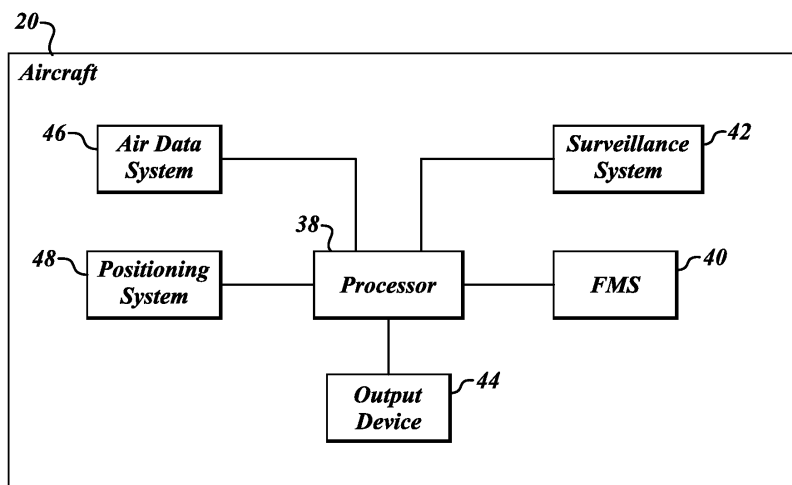 20
Aircraft
46
Air Data
System
Surveillance
System
42
38
48
Positioning
System
Processor
FMS
40
Output
Device
44